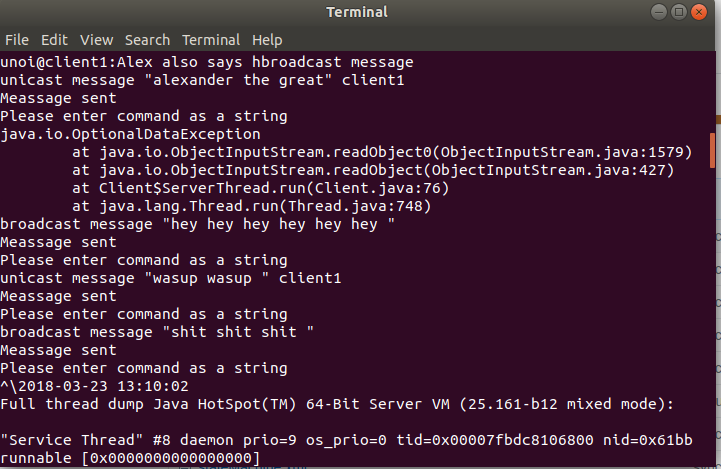 Terminal
File Edit View Search Terminal Help
unoi@client1:Alex also says hbroadcast message
unicast message "alexander the great" client1
Meassage sent
Please enter command as a string
java.io.OptionalDataException
at java.io.ObjectInputStream.readObject0(ObjectInputStream.java:1579)
at java.io.ObjectInputStream.readObject(ObjectInputStream.java:427)
at Client$ServerThread.run(Client.java:76)
at java.lang.Thread.run(Thread.java:748)
broadcast message "hey hey hey hey hey hey "
Meassage sent
Please enter command as a string
unicast message "wasup wasup " client1
Meassage sent
Please enter command as a string
broadcast message "shit shit shit "
Meassage sent
Please enter command as a string
^\2018-03-23 13:10:02
Full thread dump Java HotSpot(TM) 64-Bit Server VM (25.161-b12 mixed mode):
"Service Thread" #8 daemon prio=9 os_prio=0 tid=0x00007fbdc8106800 nid=0x61bb
runnable [0x0000000000000000]